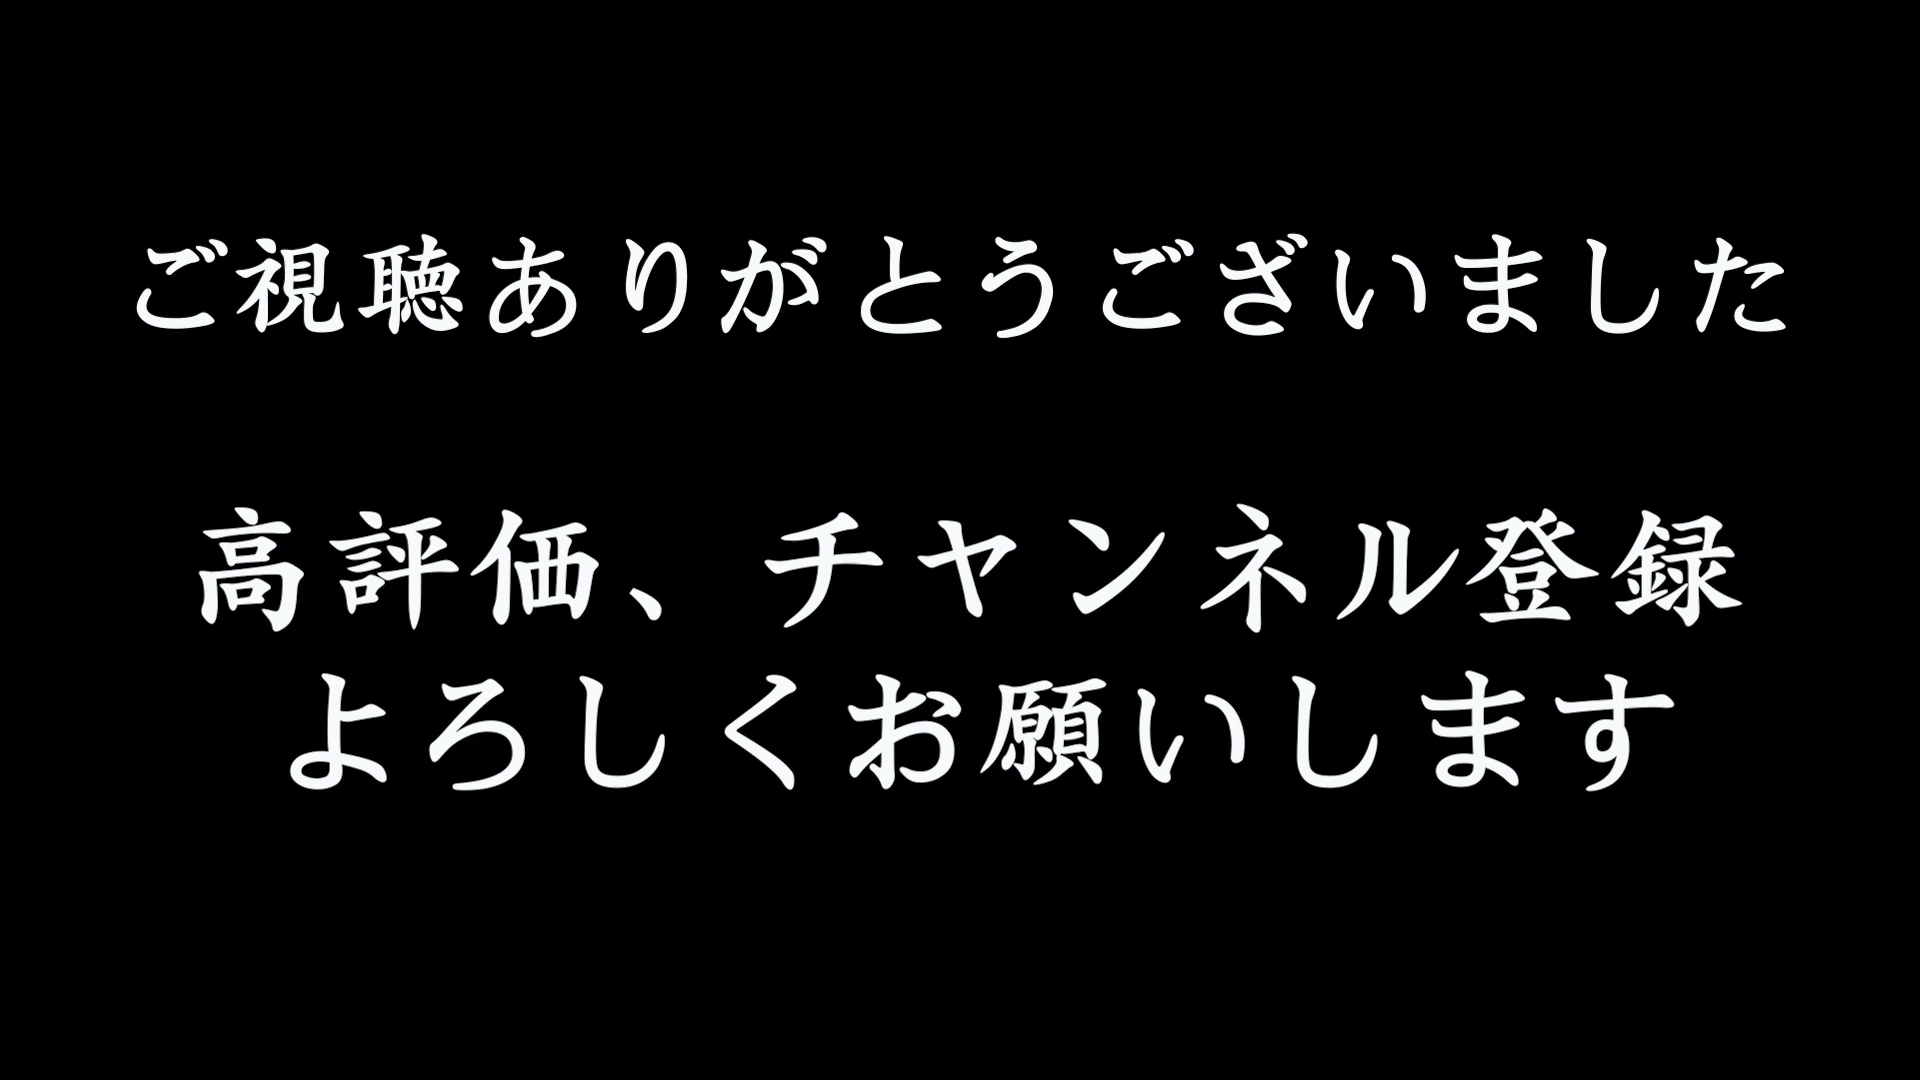 ご視聴ありがとうございました
高評価、チャンネル登録
よろしくお願いします